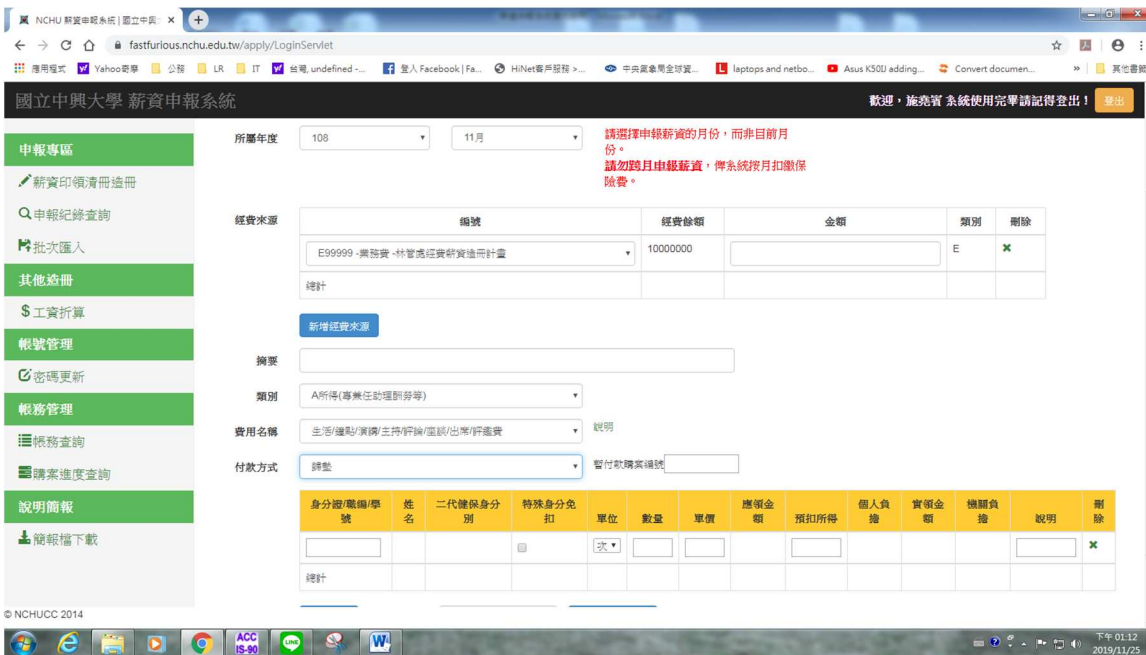 NCHU 薪資申報系統 | 國立中興
fastfurious.nchu.edu.tw/apply/LoginServlet
應用程式 Yahoo奇摩 公務 LR IT 台哥, undefined -... 登入 Facebook | Fa... HiNet客戶服務 >... 中央氣象局全球資... laptops and netbo... Asus K50IJ adding... Convert documen... » 其他書籤
國立中興大學 薪資申報系統
歡迎，施堯賓 系統使用完畢請記得登出！ 登出
申報專區
薪資印領清冊造冊
申報紀錄查詢
批次匯入
其他造冊
工資折算
帳號管理
密碼更新
帳務管理
帳務查詢
購案進度查詢
說明簡報
簡報檔下載
所屬年度 108 11月
請選擇申報薪資的月份，而非目前月
份。
請勿跨月申報薪資，俾系統按月扣繳保
險費。
經費來源 編號 經費餘額 金額 類別 刪除
E99999 -業務費 -林管處經費薪資造冊計畫 10000000 E
總計
新增經費來源
摘要
類別 A所得(專兼任助理酬勞等)
費用名稱 生活/鐘點/演講/主持/評論/座談/出席/評鑑費 說明
付款方式 歸墊 暫付款購案編號
身分證/職編/學號 姓名 二代健保身分別 特殊身分免扣 單位 數量 單價 應領金額 預扣所得 個人負擔 實領金額 機關負擔 說明 刪除
次
總計
© NCHUCC 2014
ACC
IS-90
LINE
下午 01:12
2019/11/25